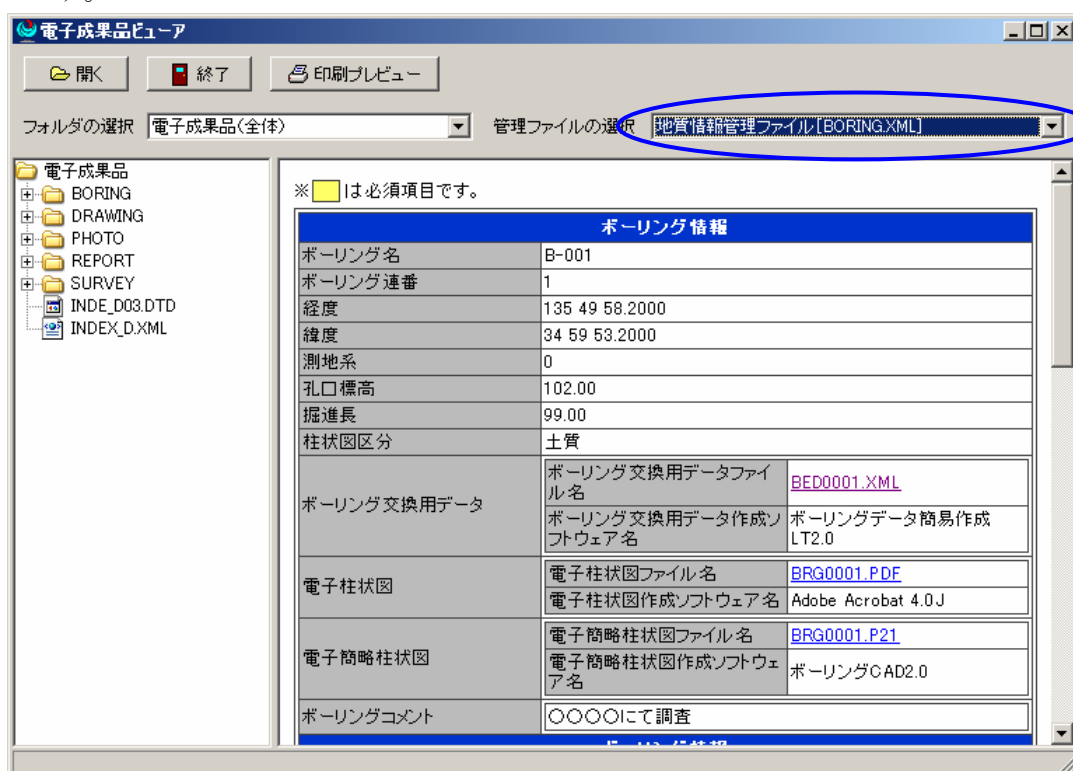 す。
電子成果品ビューア
開く 終了 印刷プレビュー
フォルダの選択 電子成果品(全体) 管理ファイルの選択 地質情報管理ファイル[BORING.XML]
電子成果品
BORING
DRAWING
PHOTO
REPORT
SURVEY
INDE_D03.DTD
INDEX_D.XML
※ は必須項目です。
ボーリング情報
ボーリング名 B-001
ボーリング連番 1
経度 135 49 58.2000
緯度 34 59 53.2000
測地系 0
孔口標高 102.00
掘進長 99.00
柱状図区分 土質
ボーリング交換用データ
ボーリング交換用データファイ
ル名
BED0001.XML
ボーリング交換用データ作成ソ
フトウェア名
ボーリングデータ簡易作成
LT2.0
電子柱状図
電子柱状図ファイル名 BRG0001.PDF
電子柱状図作成ソフトウェア名 Adobe Acrobat 4.0J
電子簡略柱状図
電子簡略柱状図ファイル名 BRG0001.P21
電子簡略柱状図作成ソフトウェ
ア名
ボーリングCAD2.0
ボーリングコメント ○○○○にて調査
ボーリング情報